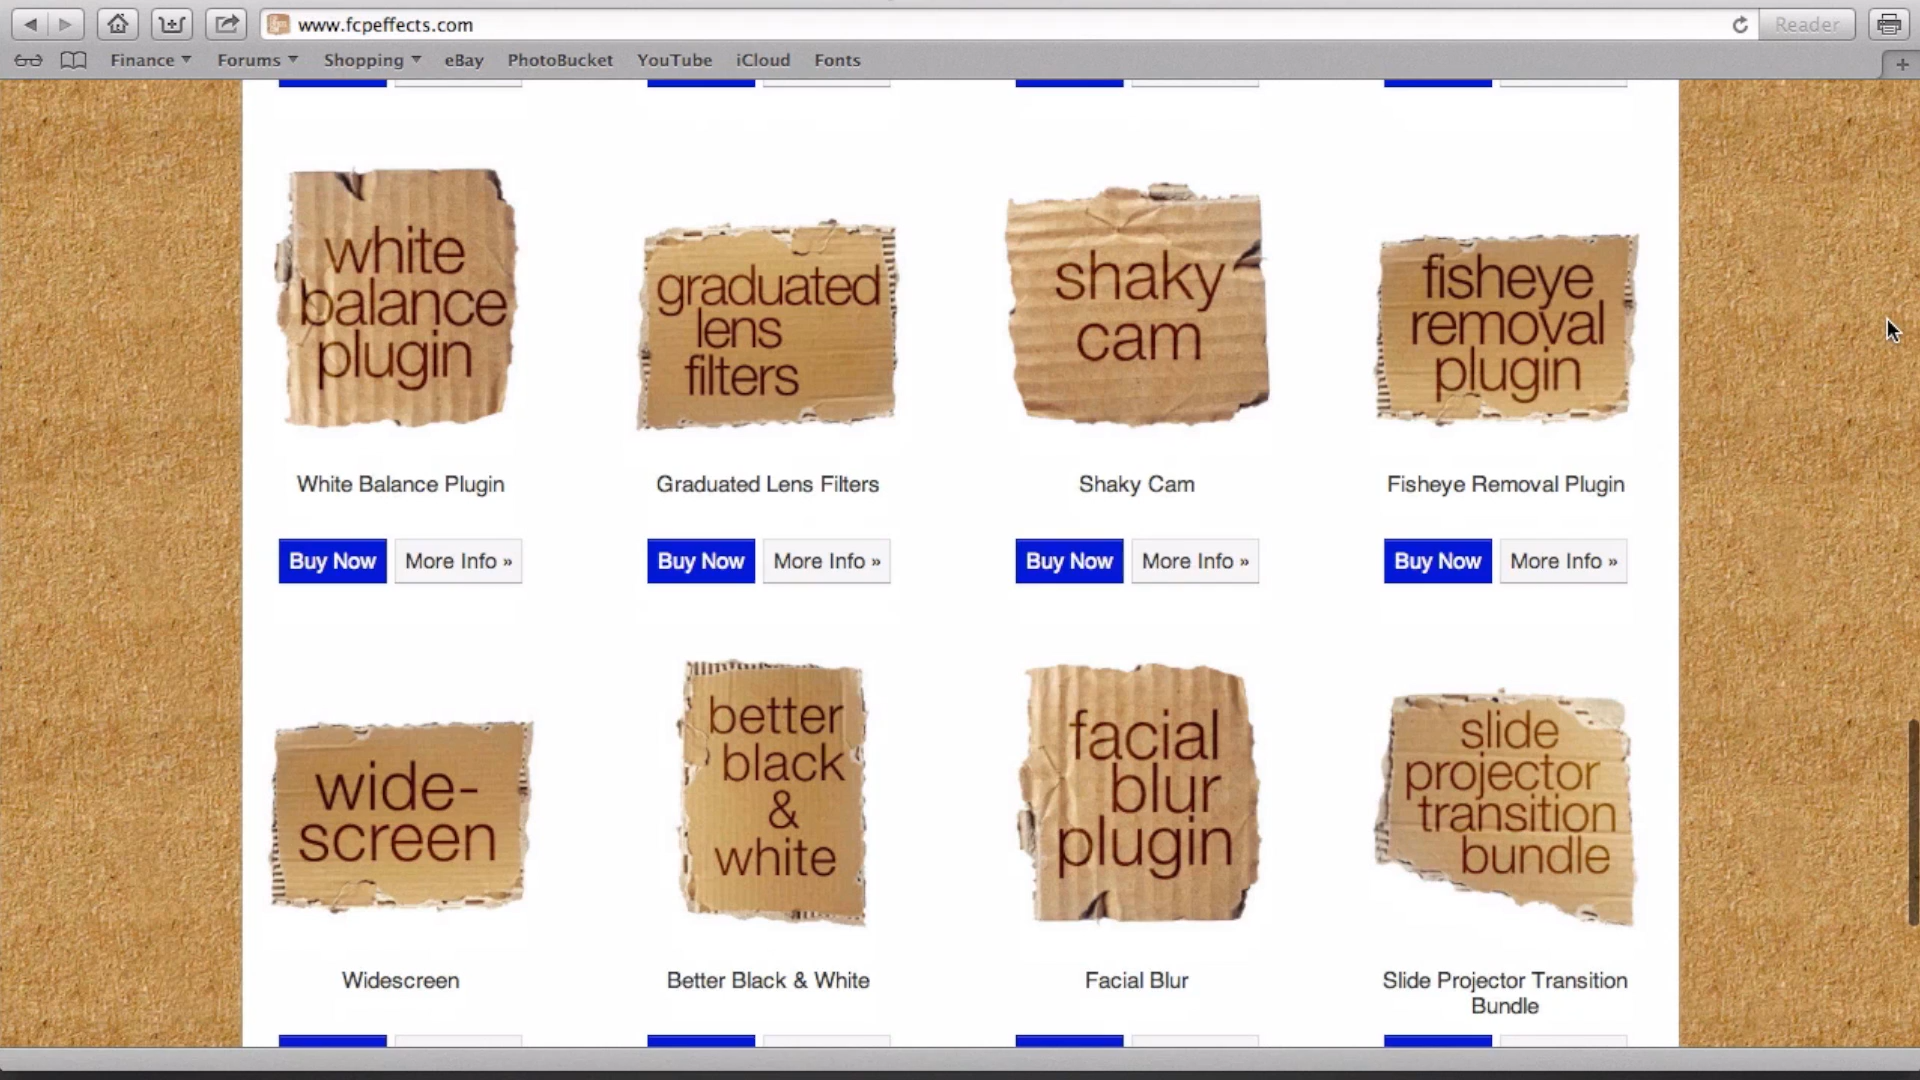 www.fcpeffects.com
Reader
Finance Forums Shopping eBay PhotoBucket YouTube iCloud Fonts
white
balance
plugin
graduated
lens
filters
shaky
cam
fisheye
removal
plugin
White Balance Plugin
Graduated Lens Filters
Shaky Cam
Fisheye Removal Plugin
Buy Now More Info »
Buy Now More Info »
Buy Now More Info »
Buy Now More Info »
wide-
screen
better
black
&
white
facial
blur
plugin
slide
projector
transition
bundle
Widescreen
Better Black & White
Facial Blur
Slide Projector Transition
Bundle